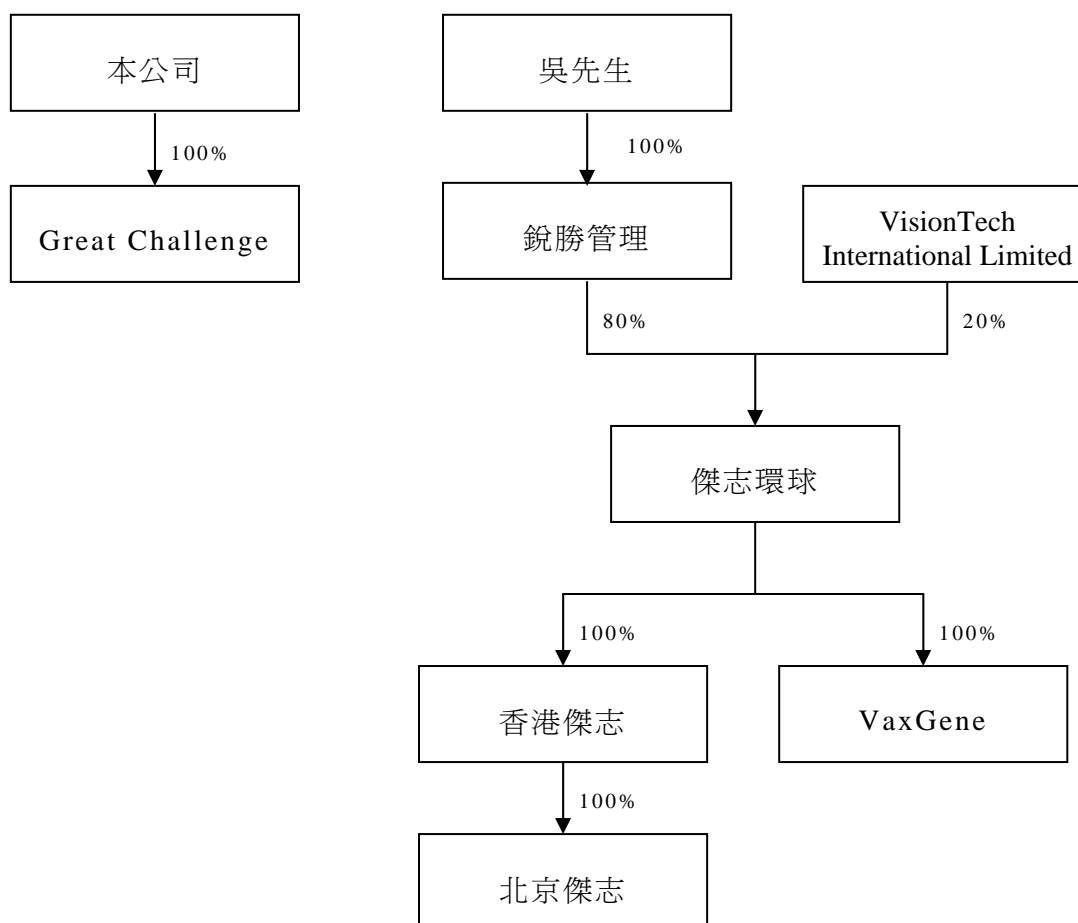 本公司
吳先生
100%
100%
Great Challenge
銳勝管理
VisionTech
International Limited
80%
20%
傑志環球
100%
100%
香港傑志
VaxGene
100%
北京傑志